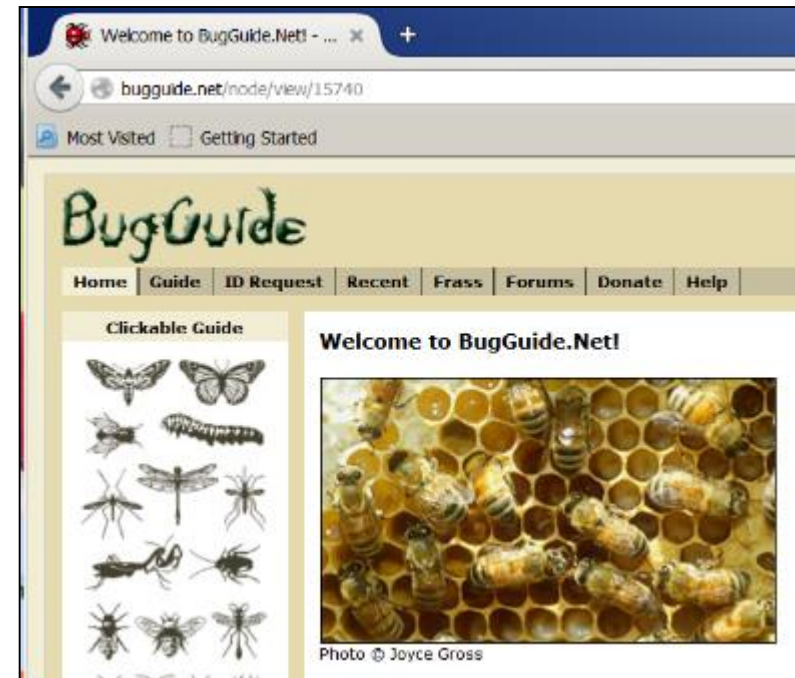 Welcome to BugGuide.Net! - ...
bugguide.net/node/view/15740
Most Visited Getting Started
BugGuide
Home Guide ID Request Recent Frass Forums Donate Help
Clickable Guide
Welcome to BugGuide.Net!
Photo © Joyce Gross